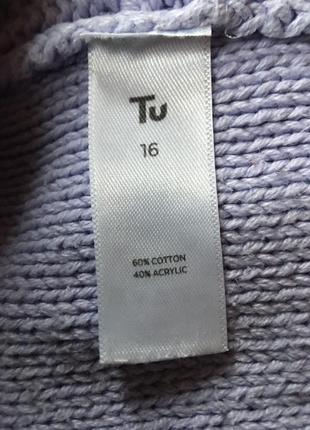 Tu
16
60% COTTON
40% ACRYLIC